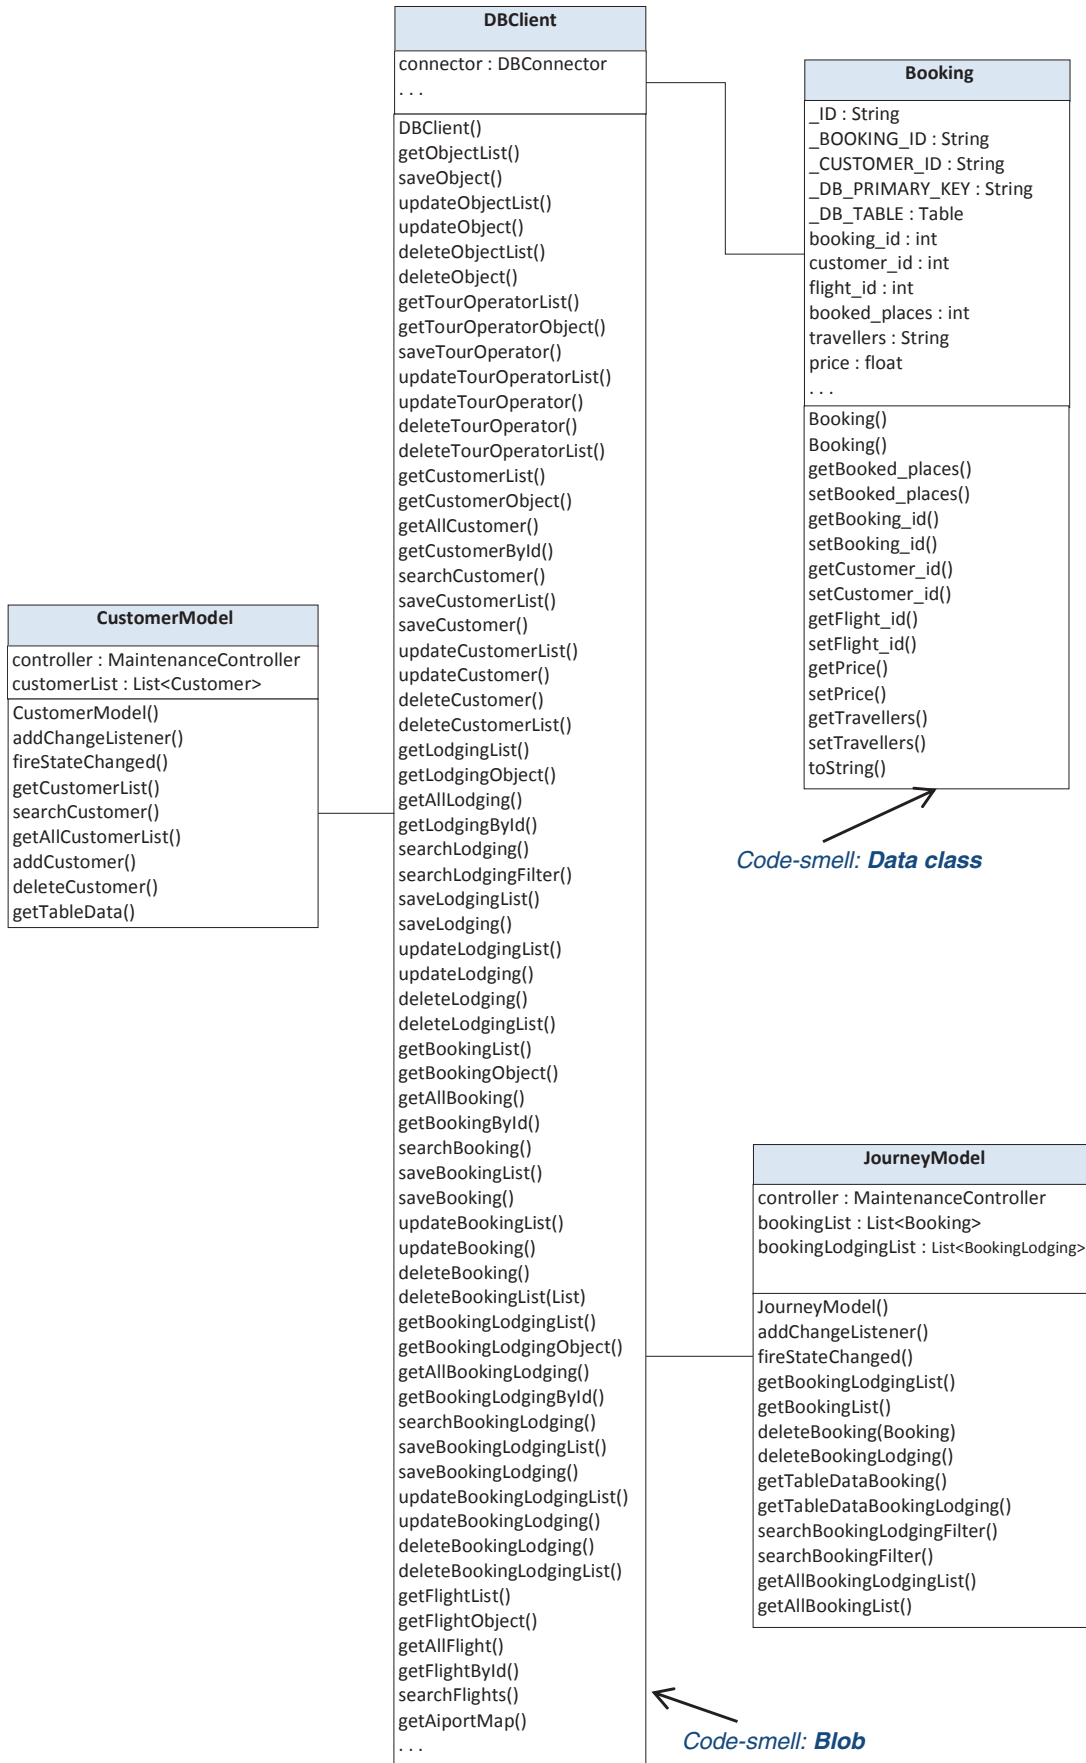 DBClient
connector : DBConnector
. . .
DBClient()
getObjectList()
saveObject()
updateObjectList()
updateObject()
deleteObjectList()
deleteObject()
getTourOperatorList()
getTourOperatorObject()
saveTourOperator()
updateTourOperatorList()
updateTourOperator()
deleteTourOperator()
deleteTourOperatorList()
getCustomerList()
getCustomerObject()
getAllCustomer()
getCustomerById()
searchCustomer()
saveCustomerList()
saveCustomer()
updateCustomerList()
updateCustomer()
deleteCustomer()
deleteCustomerList()
getLodgingList()
getLodgingObject()
getAllLodging()
getLodgingById()
searchLodging()
searchLodgingFilter()
saveLodgingList()
saveLodging()
updateLodgingList()
updateLodging()
deleteLodging()
deleteLodgingList()
getBookingList()
getBookingObject()
getAllBooking()
getBookingById()
searchBooking()
saveBookingList()
saveBooking()
updateBookingList()
updateBooking()
deleteBooking()
deleteBookingList(List)
getBookingLodgingList()
getBookingLodgingObject()
getAllBookingLodging()
getBookingLodgingById()
searchBookingLodging()
saveBookingLodgingList()
saveBookingLodging()
updateBookingLodgingList()
updateBookingLodging()
deleteBookingLodging()
deleteBookingLodgingList()
getFlightList()
getFlightObject()
getAllFlight()
getFlightById()
searchFlights()
getAiportMap()
. . .
Code-smell: Blob
Booking
_ID : String
_BOOKING_ID : String
_CUSTOMER_ID : String
_DB_PRIMARY_KEY : String
_DB_TABLE : Table
booking_id : int
customer_id : int
flight_id : int
booked_places : int
travellers : String
price : float
. . .
Booking()
Booking()
getBooked_places()
setBooked_places()
getBooking_id()
setBooking_id()
getCustomer_id()
setCustomer_id()
getFlight_id()
setFlight_id()
getPrice()
setPrice()
getTravellers()
setTravellers()
toString()
Code-smell: Data class
CustomerModel
controller : MaintenanceController
customerList : List<Customer>
CustomerModel()
addChangeListener()
fireStateChanged()
getCustomerList()
searchCustomer()
getAllCustomerList()
addCustomer()
deleteCustomer()
getTableData()
JourneyModel
controller : MaintenanceController
bookingList : List<Booking>
bookingLodgingList : List<BookingLodging>
JourneyModel()
addChangeListener()
fireStateChanged()
getBookingLodgingList()
getBookingList()
deleteBooking(Booking)
deleteBookingLodging()
getTableDataBooking()
getTableDataBookingLodging()
searchBookingLodgingFilter()
searchBookingFilter()
getAllBookingLodgingList()
getAllBookingList()